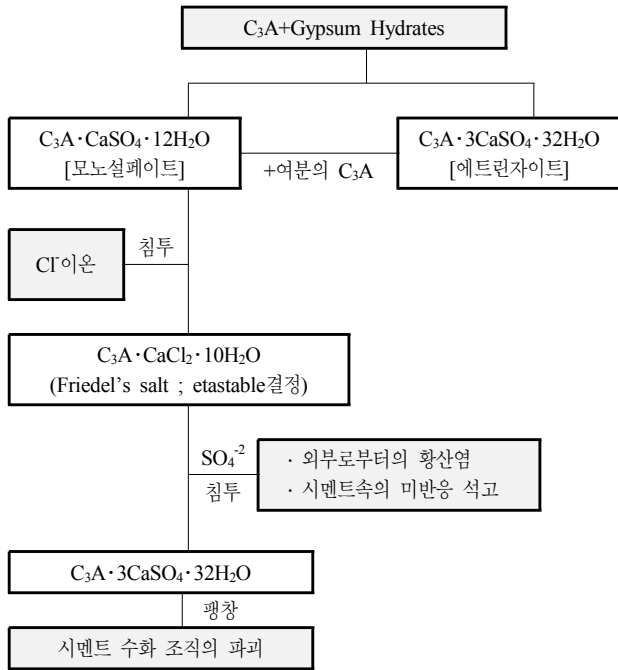 C₃A+Gypsum Hydrates
C₃A·CaSO₄·12H₂O
[모노설페이트]
+여분의 C₃A
C₃A·3CaSO₄·32H₂O
[에트린자이트]
Cl⁻이온
침투
C₃A·CaCl₂·10H₂O
(Friedel's salt ; etastable결정)
SO₄⁻²
침투
· 외부로부터의 황산염
· 시멘트속의 미반응 석고
C₃A·3CaSO₄·32H₂O
팽창
시멘트 수화 조직의 파괴